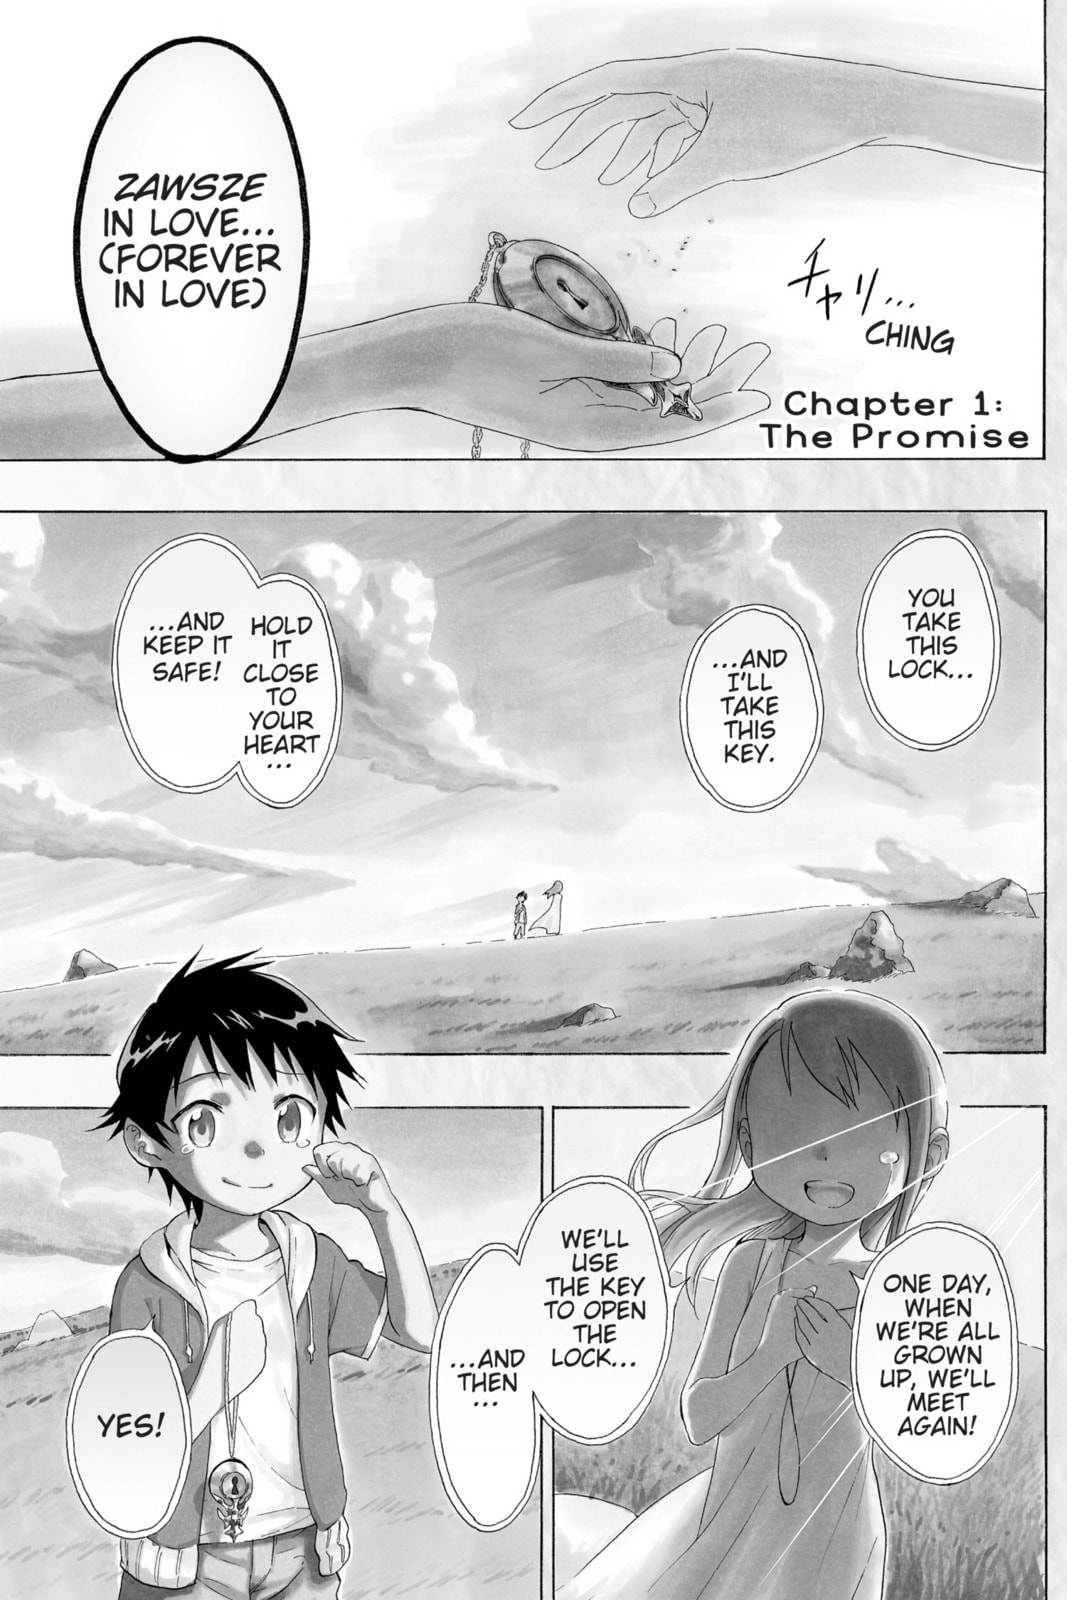 ZAWSZE
IN LOVE...
(FOREVER
IN LOVE)
チャリ...
CHING
Chapter 1:
The Promise
YOU
TAKE
THIS
LOCK...
...AND
I'LL
TAKE
THIS
KEY.
HOLD
IT
CLOSE
TO
YOUR
HEART
...
...AND
KEEP IT
SAFE!
ONE DAY,
WHEN
WE'RE ALL
GROWN
UP, WE'LL
MEET
AGAIN!
WE'LL
USE
THE KEY
TO OPEN
THE
LOCK...
...AND
THEN
...
YES!